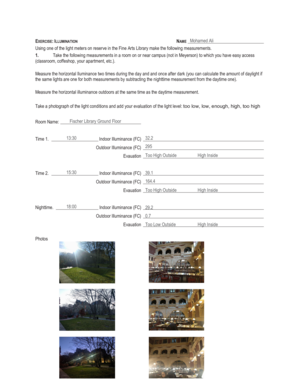 EXERCISE: ILLUMINATION NAME Mohamed Ali
Using one of the light meters on reserve in the Fine Arts Library make the following measurements.
1. Take the following measurements in a room on or near campus (not in Meyerson) to which you have easy access
(classroom, coffeeshop, your apartment, etc.).
Measure the horizontal illuminance two times during the day and and once after dark (you can calculate the amount of daylight if
the same lights are one for both measurements by subtracting the nighttime measurement from the daytime one).
Measure the horizontal illuminance outdoors at the same time as the daytime measurement.
Take a photograph of the light conditions and add your evaluation of the light level: too low, low, enough, high, too high
Room Name: Fischer Library Ground Floor
Time 1. 13:30 Indoor Illuminance (FC) 32.2
Outdoor Illuminance (FC) 295
Evaluation Too High Outside High Inside
Time 2. 15:30 Indoor Illuminance (FC) 30.1
Outdoor Illuminance (FC) 164.4
Evaluation Too High Outside High Inside
Nighttime. 18:00 Indoor Illuminance (FC) 29.2
Outdoor Illuminance (FC) 0.7
Evaluation Too Low Outside High Inside
Photos